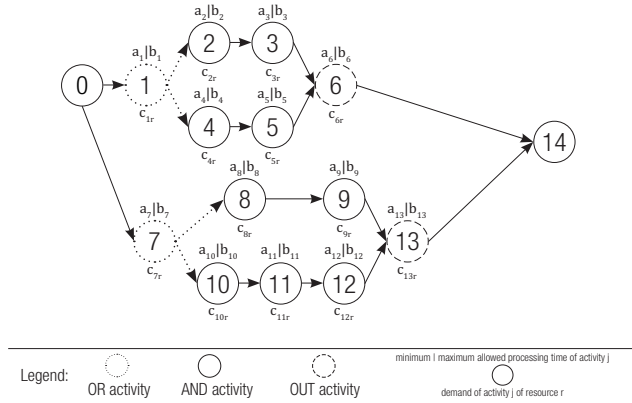 a₂|b₂ a₃|b₃
2 3
a₁|b₁ c₂ᵣ c₃ᵣ a₆|b₆
0 1 6
c₁ᵣ a₄|b₄ a₅|b₅ c₆ᵣ
4 5
c₄ᵣ c₅ᵣ
14
a₈|b₈ a₉|b₉
8 9
a₇|b₇ c₈ᵣ c₉ᵣ a₁₃|b₁₃
7 13
c₇ᵣ a₁₀|b₁₀ a₁₁|b₁₁ a₁₂|b₁₂ c₁₃ᵣ
10 11 12
c₁₀ᵣ c₁₁ᵣ c₁₂ᵣ
minimum | maximum allowed processing time of activity j
Legend:
OR activity AND activity OUT activity
demand of activity j of resource r